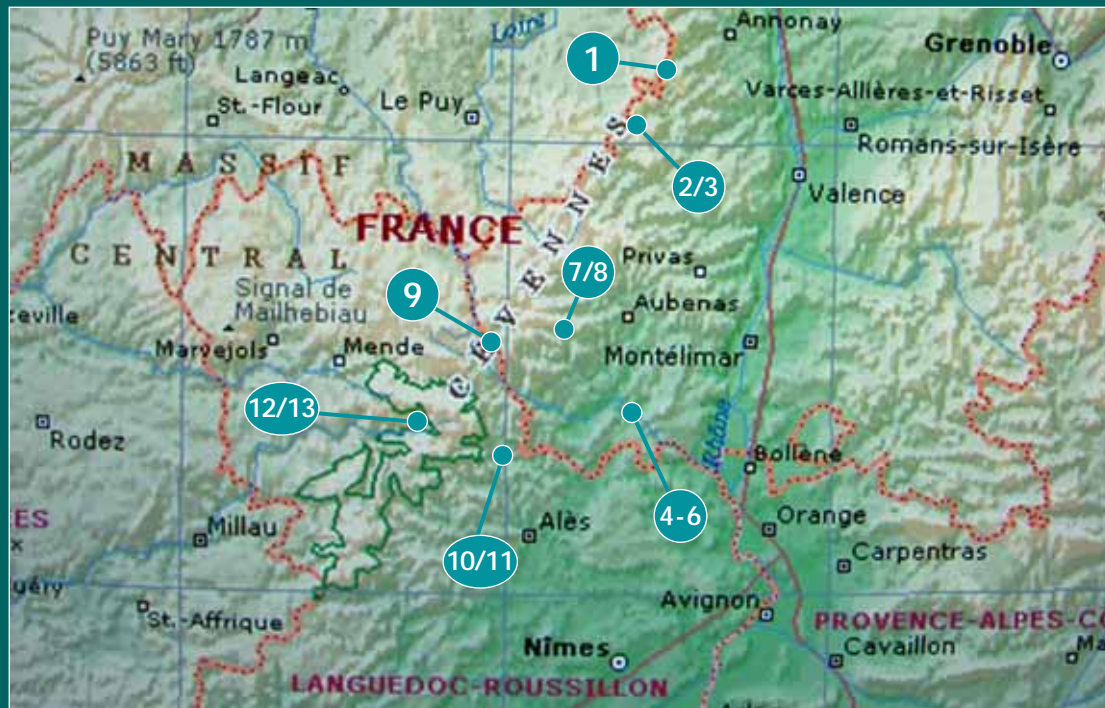 Puy Mary 1787 m
(5863 ft)
Loire
Annonay
Grenoble
1
Langeac
St.-Flour
Le Puy
Varces-Allières-et-Risset
Romans-sur-Isère
MASSIF
CENTRAL
2/3
Valence
FRANCE
CEVENNES
7/8
Privas
Signal de
Mailhebiau
9
Aubenas
Marvejols
Mende
Montélimar
12/13
Rodez
Rhône
Bollène
4-6
Millau
10/11
Alès
Orange
Carpentras
St.-Affrique
Avignon
PROVENCE-ALPES-CÔ
Nîmes
Cavaillon
LANGUEDOC-ROUSSILLON